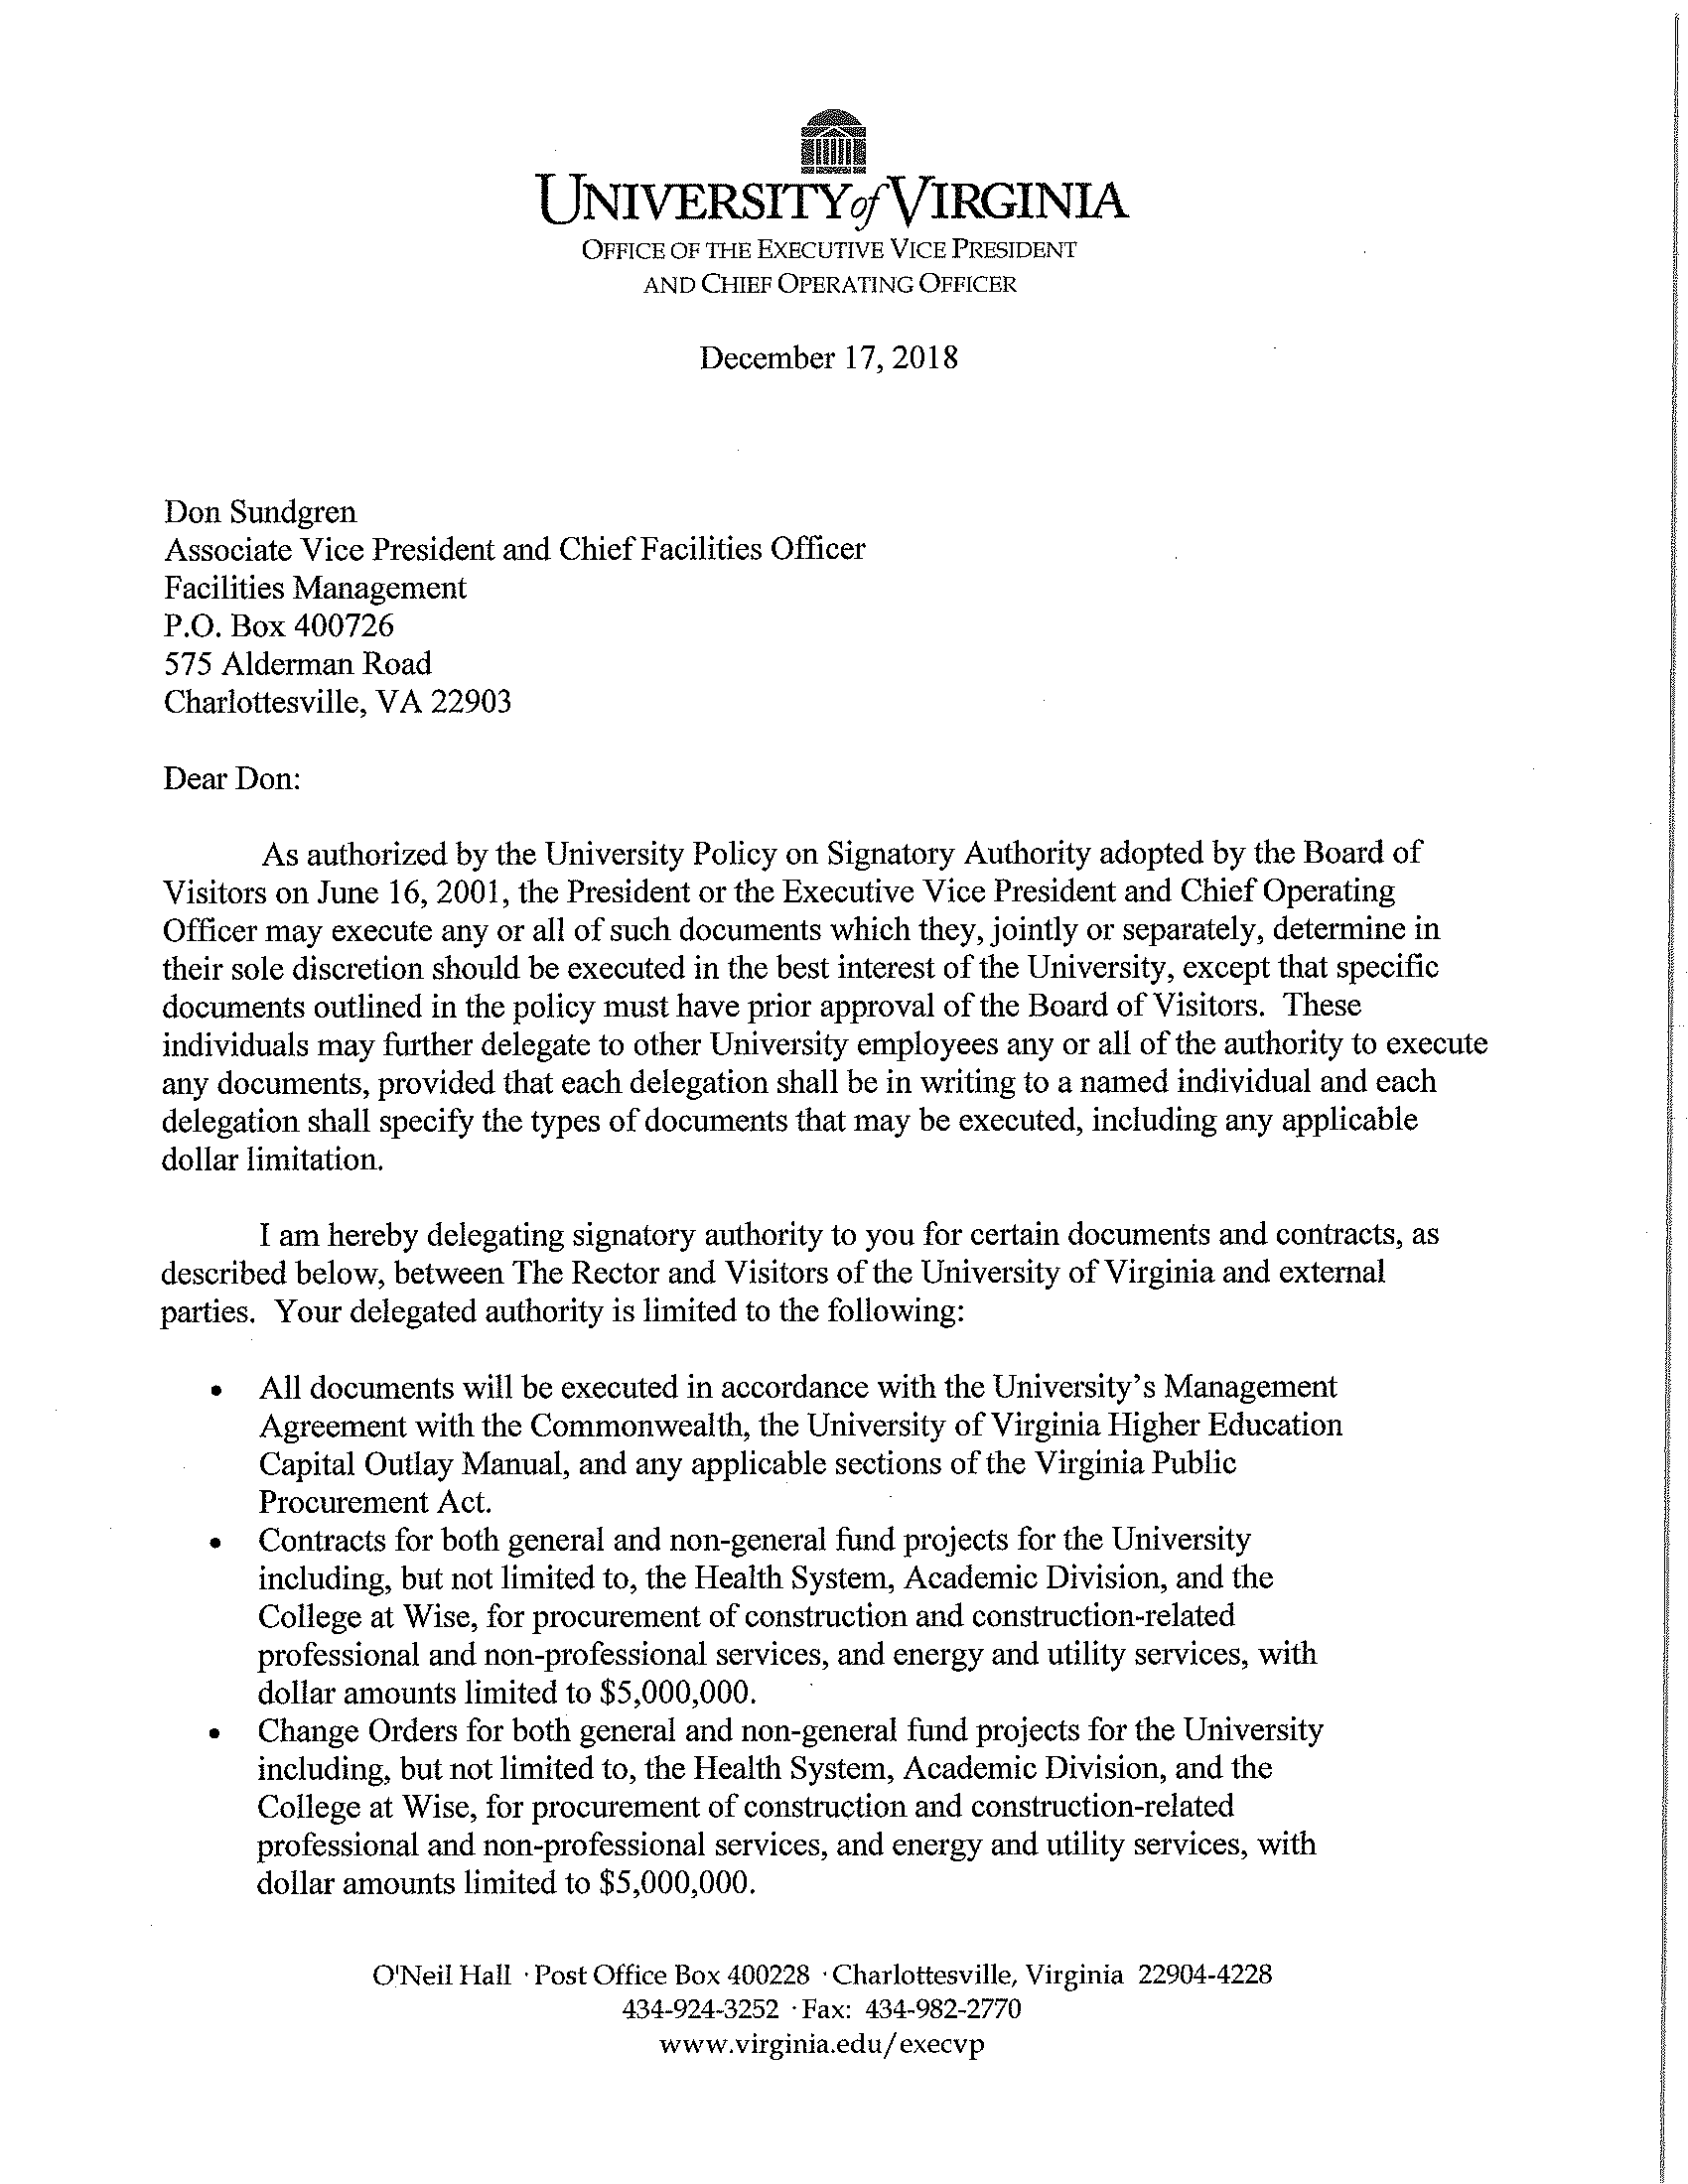 UNIVERSITY of VIRGINIA
OFFICE OF THE EXECUTIVE VICE PRESIDENT
AND CHIEF OPERATING OFFICER
December 17, 2018
Don Sundgren
Associate Vice President and Chief Facilities Officer
Facilities Management
P.O. Box 400726
575 Alderman Road
Charlottesville, VA 22903
Dear Don:
As authorized by the University Policy on Signatory Authority adopted by the Board of
Visitors on June 16, 2001, the President or the Executive Vice President and Chief Operating
Officer may execute any or all of such documents which they, jointly or separately, determine in
their sole discretion should be executed in the best interest of the University, except that specific
documents outlined in the policy must have prior approval of the Board of Visitors. These
individuals may further delegate to other University employees any or all of the authority to execute
any documents, provided that each delegation shall be in writing to a named individual and each
delegation shall specify the types of documents that may be executed, including any applicable
dollar limitation.
I am hereby delegating signatory authority to you for certain documents and contracts, as
described below, between The Rector and Visitors of the University of Virginia and external
parties. Your delegated authority is limited to the following:
• All documents will be executed in accordance with the University's Management
Agreement with the Commonwealth, the University of Virginia Higher Education
Capital Outlay Manual, and any applicable sections of the Virginia Public
Procurement Act.
• Contracts for both general and non-general fund projects for the University
including, but not limited to, the Health System, Academic Division, and the
College at Wise, for procurement of construction and construction-related
professional and non-professional services, and energy and utility services, with
dollar amounts limited to $5,000,000.
• Change Orders for both general and non-general fund projects for the University
including, but not limited to, the Health System, Academic Division, and the
College at Wise, for procurement of construction and construction-related
professional and non-professional services, and energy and utility services, with
dollar amounts limited to $5,000,000.
O'Neil Hall · Post Office Box 400228 · Charlottesville, Virginia 22904-4228
434-924-3252 · Fax: 434-982-2770
www.virginia.edu/execvp